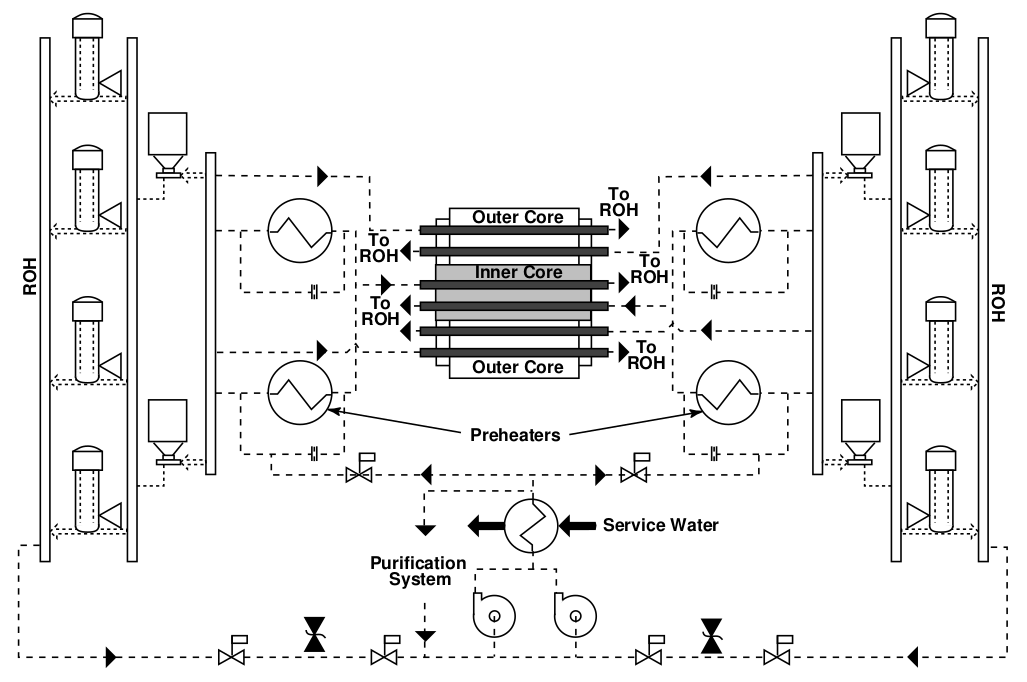 Outer Core
To
ROH
To
ROH
Inner Core
To
ROH
To
ROH
To
ROH
Outer Core
ROH
ROH
Preheaters
Service Water
Purification
System